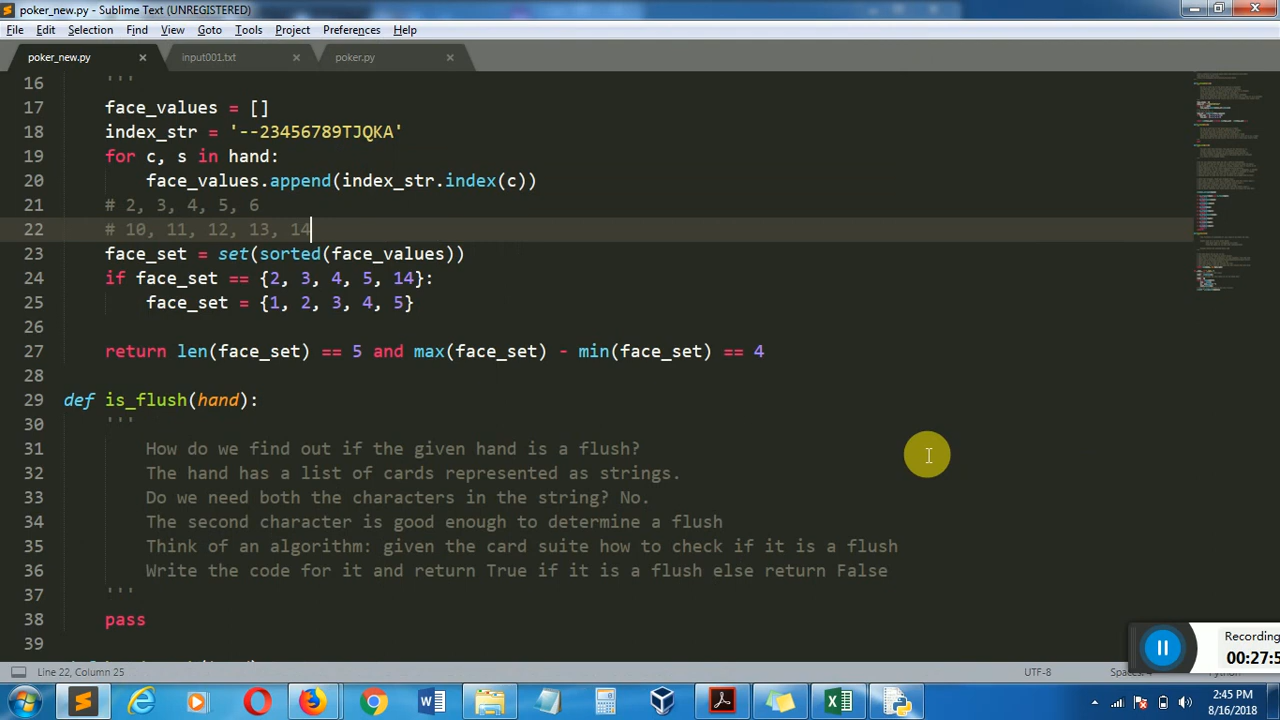 poker_new.py - Sublime Text (UNREGISTERED)
File Edit Selection Find View Goto Tools Project Preferences Help
poker_new.py × input001.txt × poker.py ×
16 '''
17 face_values = []
18 index_str = '--23456789TJQKA'
19 for c, s in hand:
20 face_values.append(index_str.index(c))
21 # 2, 3, 4, 5, 6
22 # 10, 11, 12, 13, 14
23 face_set = set(sorted(face_values))
24 if face_set == {2, 3, 4, 5, 14}:
25 face_set = {1, 2, 3, 4, 5}
26
27 return len(face_set) == 5 and max(face_set) - min(face_set) == 4
28
29 def is_flush(hand):
30 '''
31 How do we find out if the given hand is a flush?
32 The hand has a list of cards represented as strings.
33 Do we need both the characters in the string? No.
34 The second character is good enough to determine a flush
35 Think of an algorithm: given the card suite how to check if it is a flush
36 Write the code for it and return True if it is a flush else return False
37 '''
38 pass
39
Recording
00:27:5
Line 22, Column 25 UTF-8 Spaces:
2:45 PM
8/16/2018